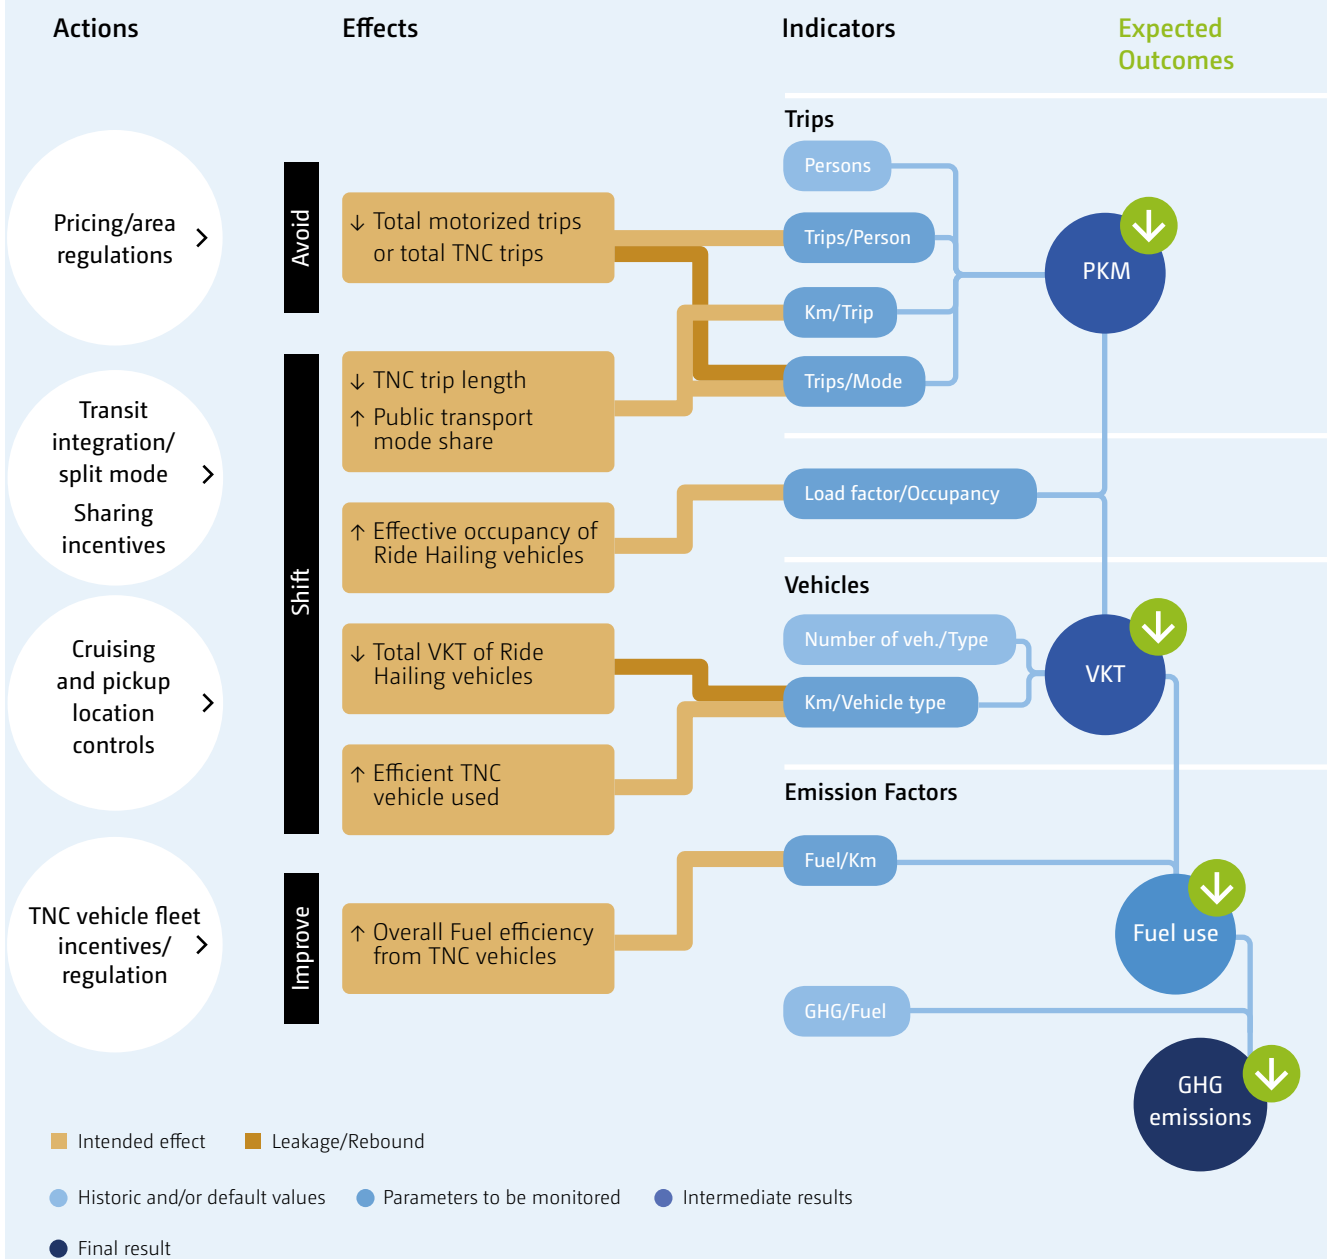 Actions
Effects
Indicators
Expected
Outcomes
Pricing/area
regulations
Transit
integration/
split mode
Sharing
incentives
Cruising
and pickup
location
controls
TNC vehicle fleet
incentives/
regulation
Avoid
Shift
Improve
↓ Total motorized trips
or total TNC trips
↓ TNC trip length
↑ Public transport
mode share
↑ Effective occupancy of
Ride Hailing vehicles
↓ Total VKT of Ride
Hailing vehicles
↑ Efficient TNC
vehicle used
↑ Overall Fuel efficiency
from TNC vehicles
Trips
Persons
Trips/Person
Km/Trip
Trips/Mode
Load factor/Occupancy
Vehicles
Number of veh./Type
Km/Vehicle type
Emission Factors
Fuel/Km
GHG/Fuel
PKM
VKT
Fuel use
GHG
emissions
Intended effect
Leakage/Rebound
Historic and/or default values
Parameters to be monitored
Intermediate results
Final result